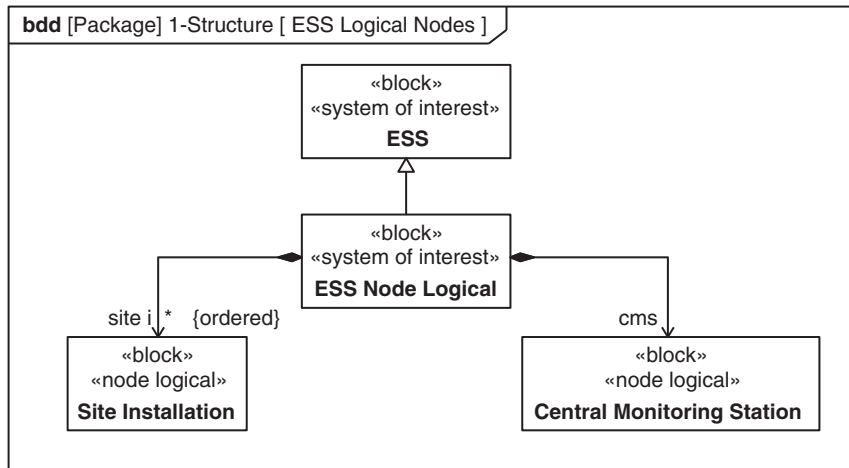 bdd [Package] 1-Structure [ ESS Logical Nodes ]
«block»
«system of interest»
ESS
«block»
«system of interest»
ESS Node Logical
site i * {ordered}
cms
«block»
«node logical»
Site Installation
«block»
«node logical»
Central Monitoring Station